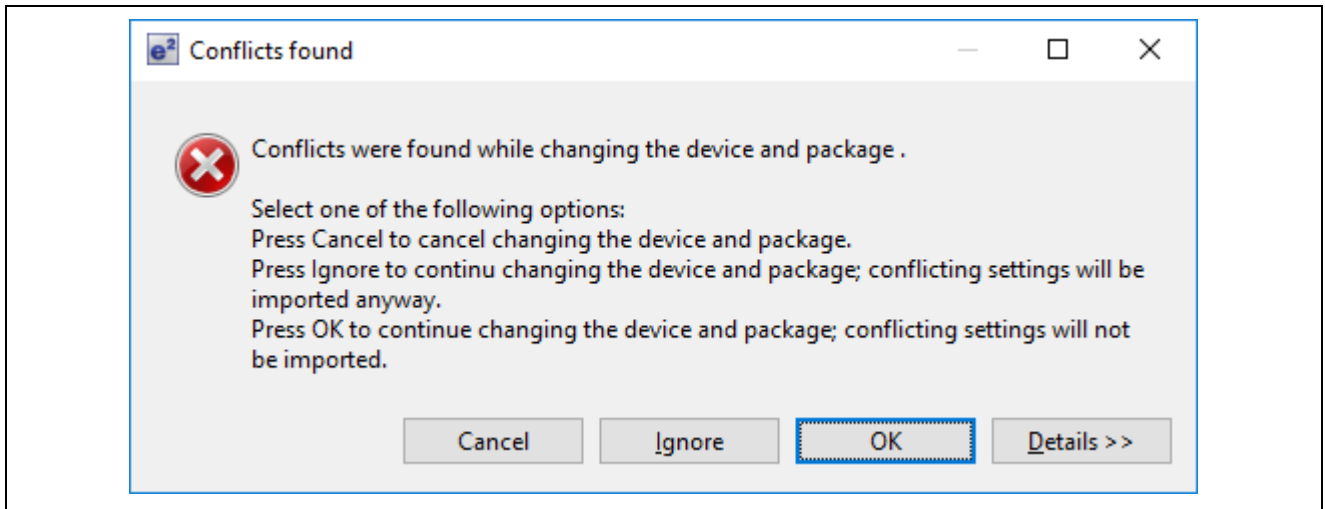 e² Conflicts found
Conflicts were found while changing the device and package .
Select one of the following options:
Press Cancel to cancel changing the device and package.
Press Ignore to continu changing the device and package; conflicting settings will be
imported anyway.
Press OK to continue changing the device and package; conflicting settings will not
be imported.
Cancel Ignore OK Details >>